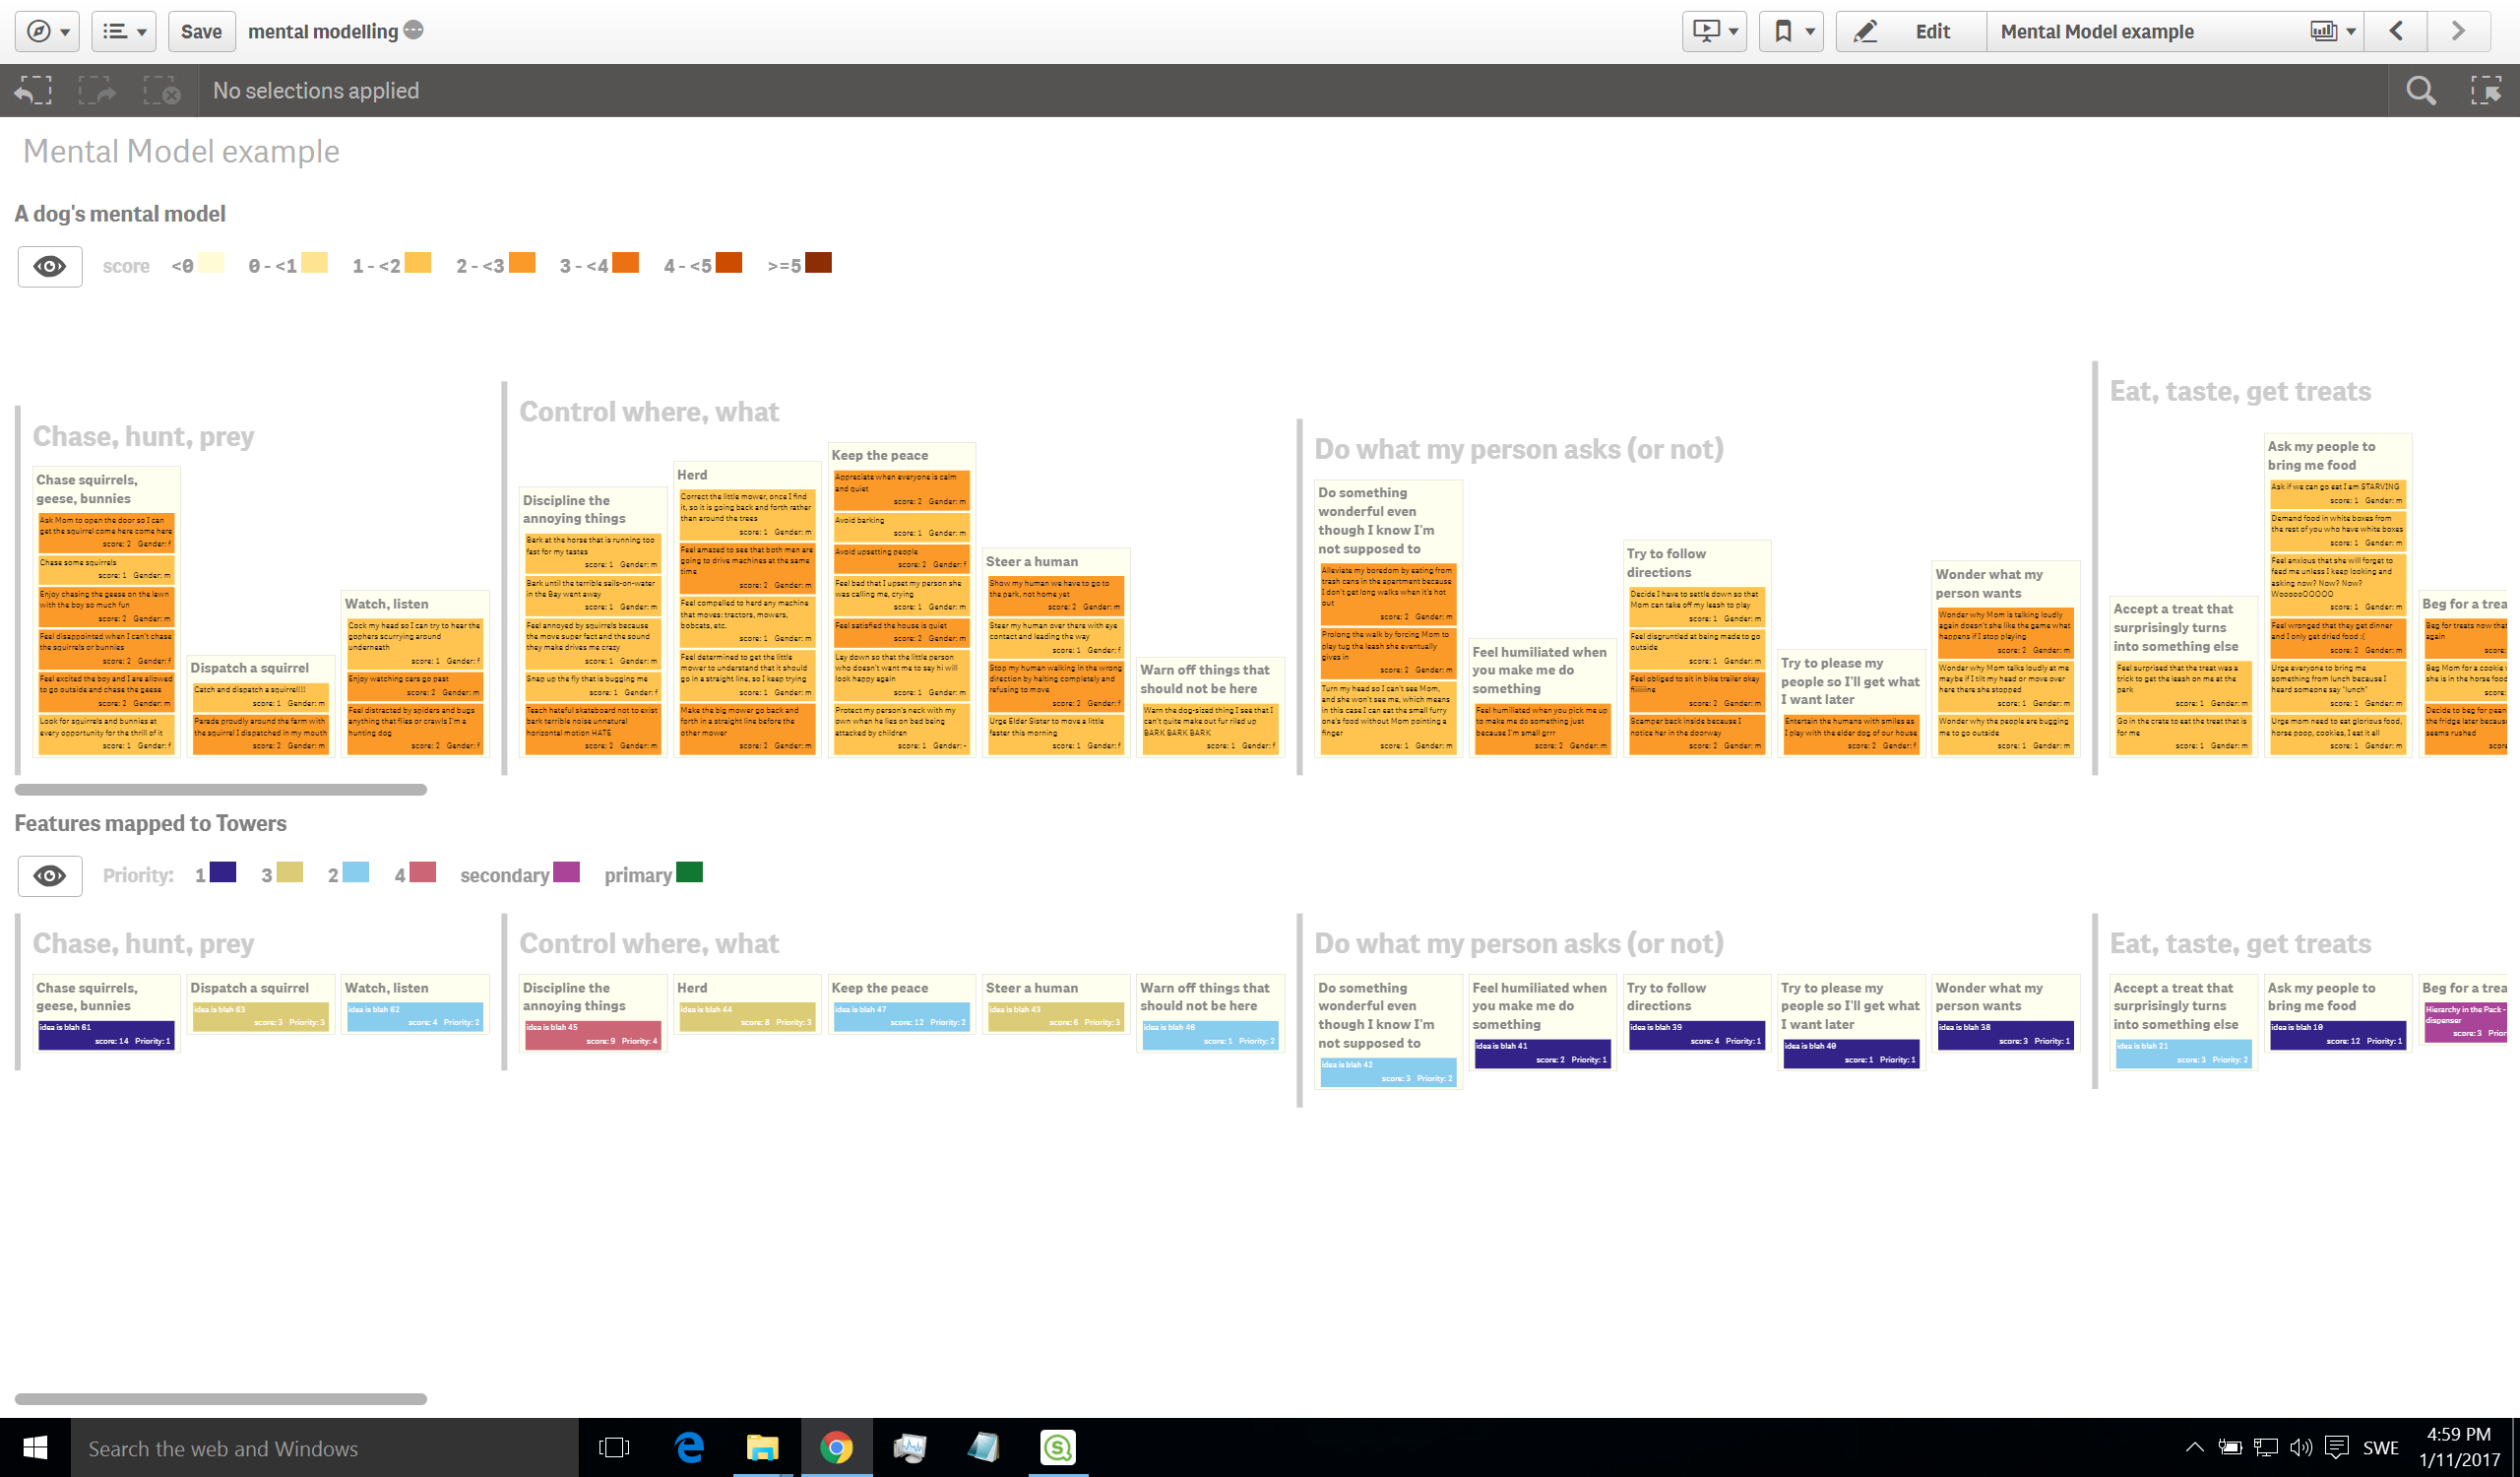 Save
mental modelling
Edit
Mental Model example
No selections applied
Mental Model example
A dog's mental model
score <0 0 - <1 1 - <2 2 - <3 3 - <4 4 - <5 >=5
Chase, hunt, prey
Chase squirrels,
geese, bunnies
Ask Mom to open the door so I can
get the squirrel come here come here
score: 2 Gender: f
Chase some squirrels
score: 1 Gender: m
Enjoy chasing the geese on the lawn
with the boy so much fun
score: 2 Gender: m
Feel disappointed when I can't chase
the squirrels or bunnies
score: 2 Gender: f
Feel excited the boy and I are allowed
to go outside and chase the geese
score: 2 Gender: m
Look for squirrels and bunnies at
every opportunity for the thrill of it
score: 1 Gender: f
Dispatch a squirrel
Catch and dispatch a squirrel!!!
score: 1 Gender: m
Parade proudly around the farm with
the squirrel I dispatched in my mouth
score: 2 Gender: m
Watch, listen
Cock my head so I can try to hear the
gophers scurrying around
underneath
score: 1 Gender: f
Enjoy watching cars go past
score: 2 Gender: m
Feel distracted by spiders and bugs
anything that flies or crawls I'm a
hunting dog
score: 2 Gender: f
Control where, what
Discipline the
annoying things
Bark at the horse that is running too
fast for my tastes
score: 1 Gender: m
Bark until the terrible sails-on-water
in the Bay went away
score: 1 Gender: m
Feel annoyed by squirrels because
the move super fact and the sound
they make drives me crazy
score: 1 Gender: m
Snap up the fly that is bugging me
score: 1 Gender: f
Teach hateful skateboard not to exist
bark terrible noise unnatural
horizontal motion HATE
score: 2 Gender: m
Herd
Correct the little mower, once I find
it, so it is going back and forth rather
than around the trees
score: 1 Gender: m
Feel amazed to see that both men are
going to drive machines at the same
time
score: 2 Gender: m
Feel compelled to herd any machine
that moves: tractors, mowers,
bobcats, etc.
score: 1 Gender: m
Feel determined to get the little
mower to understand that it should
go in a straight line, so I keep trying
score: 1 Gender: m
Make the big mower go back and
forth in a straight line before the
other mower
score: 2 Gender: m
Keep the peace
Appreciate when everyone is calm
and quiet
score: 2 Gender: m
Avoid barking
score: 1 Gender: m
Avoid upsetting people
score: 2 Gender: f
Feel bad that I upset my person she
was calling me, crying
score: 1 Gender: m
Feel satisfied the house is quiet
score: 2 Gender: m
Lay down so that the little person
who doesn't want me to say hi will
look happy again
score: 1 Gender: m
Protect my person's neck with my
own when he lies on bed being
attacked by children
score: 1 Gender: -
Steer a human
Show my human we have to go to
the park, not home yet
score: 2 Gender: m
Steer my human over there with eye
contact and leading the way
score: 1 Gender: f
Stop my human walking in the wrong
direction by halting completely and
refusing to move
score: 2 Gender: f
Urge Elder Sister to move a little
faster this morning
score: 1 Gender: f
Warn off things that
should not be here
Warn the dog-sized thing I see that I
can't quite make out fur riled up
BARK BARK BARK
score: 1 Gender: f
Do what my person asks (or not)
Do something
wonderful even
though I know I'm
not supposed to
Alleviate my boredom by eating from
trash cans in the apartment because
I don't get long walks when it's hot
out
score: 2 Gender: m
Prolong the walk by forcing Mom to
play tug the leash she eventually
gives in
score: 2 Gender: m
Turn my head so I can't see Mom,
and she won't see me, which means
in this case I can eat the small furry
one's food without Mom pointing a
finger
score: 1 Gender: m
Feel humiliated when
you make me do
something
Feel humiliated when you pick me up
to make me do something just
because I'm small grrr
score: 2 Gender: m
Try to follow
directions
Decide I have to settle down so that
Mom can take off my leash to play
score: 1 Gender: f
Feel disgruntled at being made to go
outside
score: 1 Gender: m
Feel obliged to sit in bike trailer okay
fiiiiiiine
score: 2 Gender: m
Scamper back inside because I
notice her in the doorway
score: 2 Gender: m
Try to please my
people so I'll get what
I want later
Entertain the humans with smiles as
I play with the elder dog of our house
score: 2 Gender: f
Wonder what my
person wants
Wonder why Mom is talking loudly
again doesn't she like the game what
happens if I stop playing
score: 2 Gender: m
Wonder why Mom talks loudly at me
maybe if I tilt my head or move over
here there she stopped
score: 1 Gender: m
Wonder why the people are bugging
me to go outside
score: 1 Gender: m
Eat, taste, get treats
Accept a treat that
surprisingly turns
into something else
Feel surprised that the treat was a
trick to get the leash on me at the
park
score: 1 Gender: m
Go in the crate to eat the treat that is
for me
score: 1 Gender: m
Ask my people to
bring me food
Ask if we can go eat I am STARVING
score: 1 Gender: m
Demand food in white boxes from
the rest of you who have white boxes
score: 1 Gender: m
Feel anxious that she will forget to
feed me unless I keep looking and
asking now? Now? Now?
score: 1 Gender: m
Feel wronged that they get dinner
and I only get dried food :(
score: 2 Gender: m
Urge everyone to bring me
something from lunch because I
heard someone say "lunch"
score: 1 Gender: m
Urge mom need to eat glorious food,
horse poop, cookies, I eat it all
score: 1 Gender: m
Beg for a trea
Beg for treats now that
again
score:
Beg Mom for a cookie
she is in the horse food
score:
Decide to beg for
the fridge later because
seems rushed
score:
Features mapped to Towers
Priority: 1 3 2 4 secondary primary
Chase, hunt, prey
Chase squirrels,
geese, bunnies
idea is blah 61
score: 14 Priority: 1
Dispatch a squirrel
idea is blah 63
score: 3 Priority: 3
Watch, listen
idea is blah 62
score: 4 Priority: 2
Control where, what
Discipline the
annoying things
idea is blah 45
score: 9 Priority: 4
Herd
idea is blah 44
score: 8 Priority: 3
Keep the peace
idea is blah 47
score: 12 Priority: 2
Steer a human
idea is blah 43
score: 6 Priority: 3
Warn off things that
should not be here
idea is blah 46
score: 1 Priority: 2
Do what my person asks (or not)
Do something
wonderful even
though I know I'm
not supposed to
idea is blah 42
score: 3 Priority: 2
Feel humiliated when
you make me do
something
idea is blah 41
score: 2 Priority: 1
Try to follow
directions
idea is blah 39
score: 4 Priority: 1
Try to please my
people so I'll get what
I want later
idea is blah 40
score: 1 Priority: 1
Wonder what my
person wants
idea is blah 38
score: 3 Priority: 1
Eat, taste, get treats
Accept a treat that
surprisingly turns
into something else
idea is blah 21
score: 3 Priority: 2
Ask my people to
bring me food
idea is blah 10
score: 12 Priority: 1
Beg for a trea
Hierarchy in the Pack -
dispenser
score: 3 Prior
Search the web and Windows
SWE
4:59 PM
1/11/2017